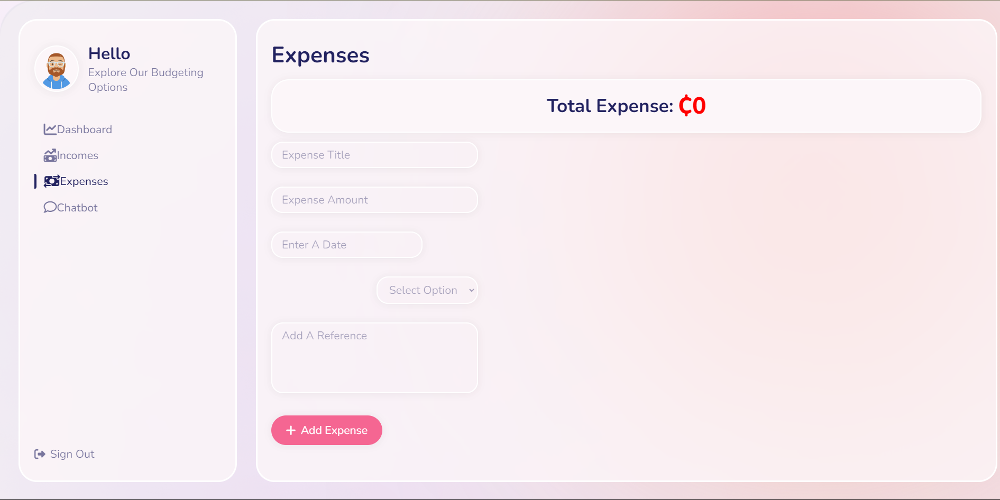 Hello
Explore Our Budgeting
Options
Dashboard
Incomes
Expenses
Chatbot
Sign Out
Expenses
Total Expense: ₵0
Expense Title
Expense Amount
Enter A Date
Select Option
Add A Reference
Add Expense